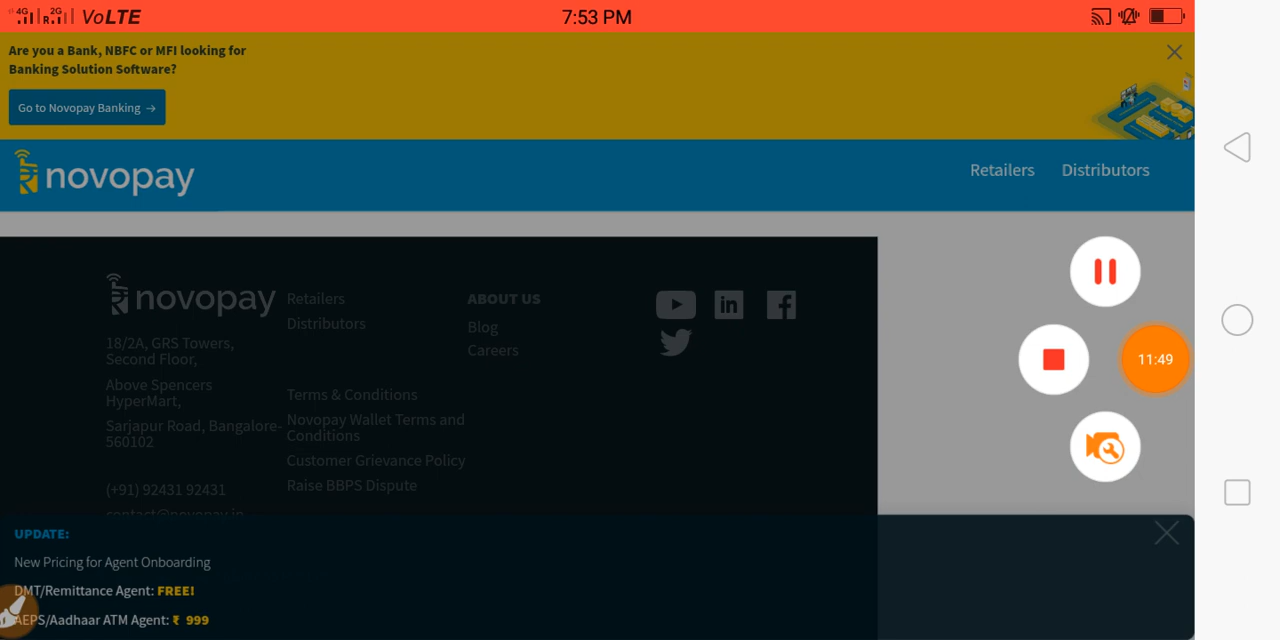 4G 2G R VoLTE 7:53 PM
Are you a Bank, NBFC or MFI looking for
Banking Solution Software?
Go to Novopay Banking →
novopay Retailers Distributors
novopay
18/2A, GRS Towers,
Second Floor,
Above Spencers
HyperMart,
Sarjapur Road, Bangalore-
560102
(+91) 92431 92431
contact@novopay.in
Retailers
Distributors
Terms & Conditions
Novopay Wallet Terms and
Conditions
Customer Grievance Policy
Raise BBPS Dispute
ABOUT US
Blog
Careers
in
11:49
UPDATE:
New Pricing for Agent Onboarding
DMT/Remittance Agent: FREE!
AEPS/Aadhaar ATM Agent: ₹ 999